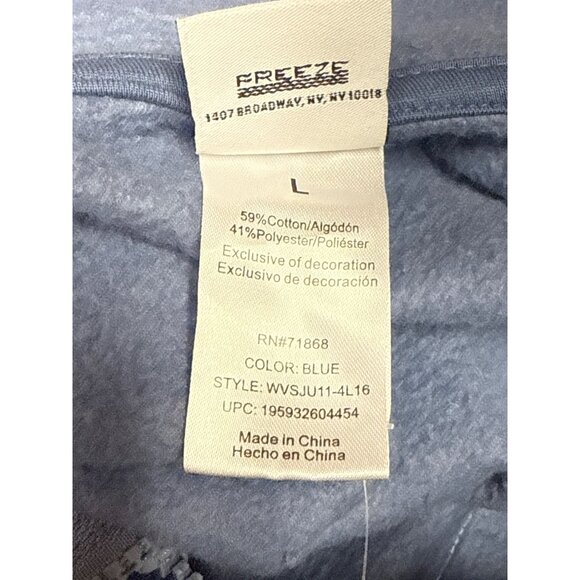 FREEZE
1407 BROADWAY, NY, NY 10018
L
59%Cotton/Algódón
41%Polyester/Poliéster
Exclusive of decoration
Exclusivo de decoración
RN#71868
COLOR: BLUE
STYLE: WVSJU11-4L16
UPC: 195932604454
Made in China
Hecho en China